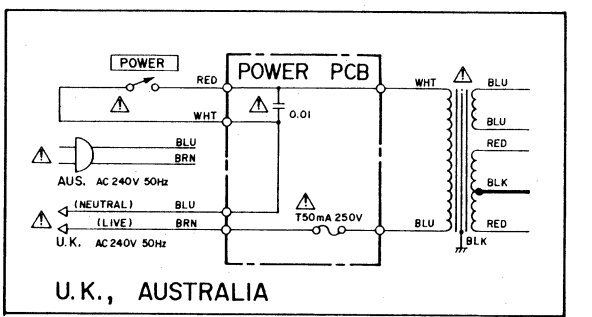 POWER
RED
POWER PCB
WHT
BLU
WHT
0.01
BLU
BLU
RED
BRN
AUS. AC 240V 50Hz
BLK
(NEUTRAL) BLU
T50mA 250V
(LIVE) BRN
BLU
RED
U.K. AC 240V 50Hz
BLK
U.K., AUSTRALIA